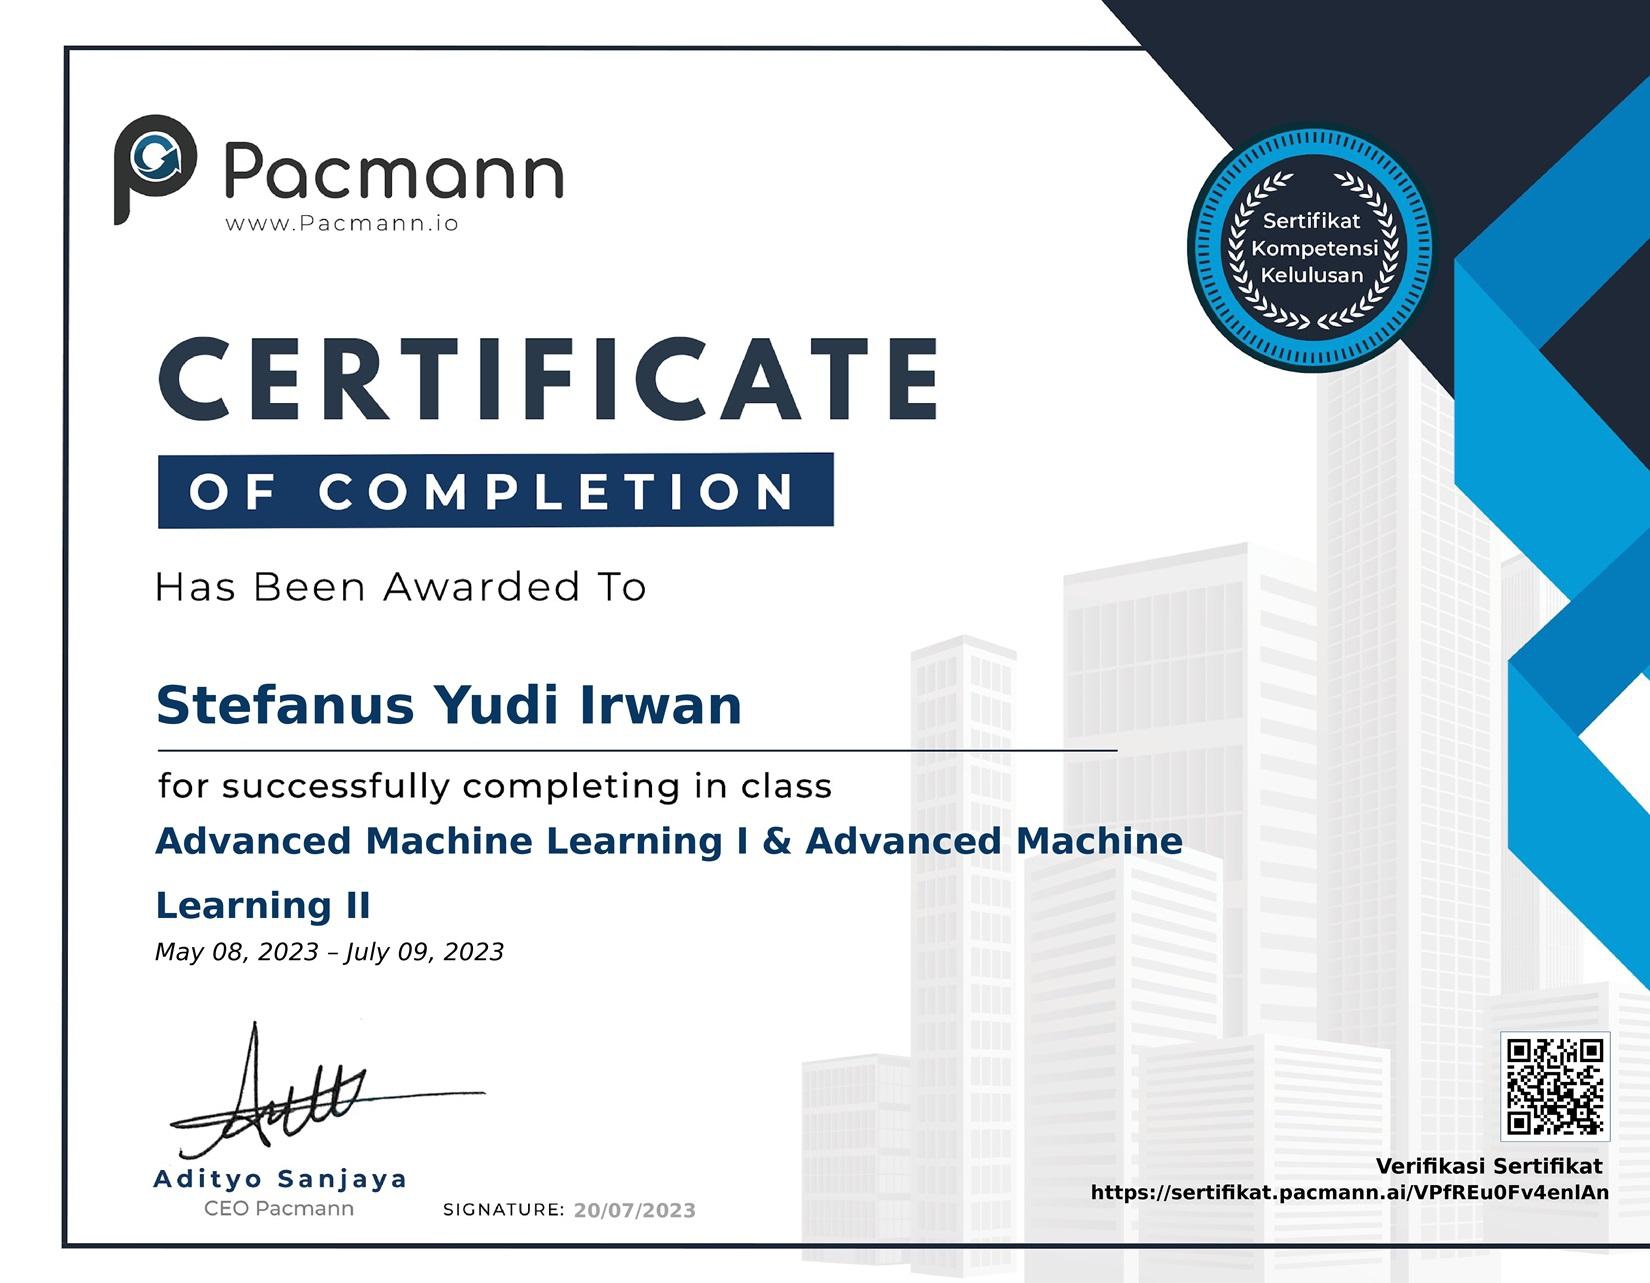 Pacmann
www.Pacmann.io
Sertifikat
Kompetensi
Kelulusan
CERTIFICATE
OF COMPLETION
Has Been Awarded To
Stefanus Yudi Irwan
for successfully completing in class
Advanced Machine Learning I & Advanced Machine
Learning II
May 08, 2023 – July 09, 2023
Adityo Sanjaya
CEO Pacmann
SIGNATURE: 20/07/2023
Verifikasi Sertifikat
https://sertifikat.pacmann.ai/VPfREu0Fv4enlAn